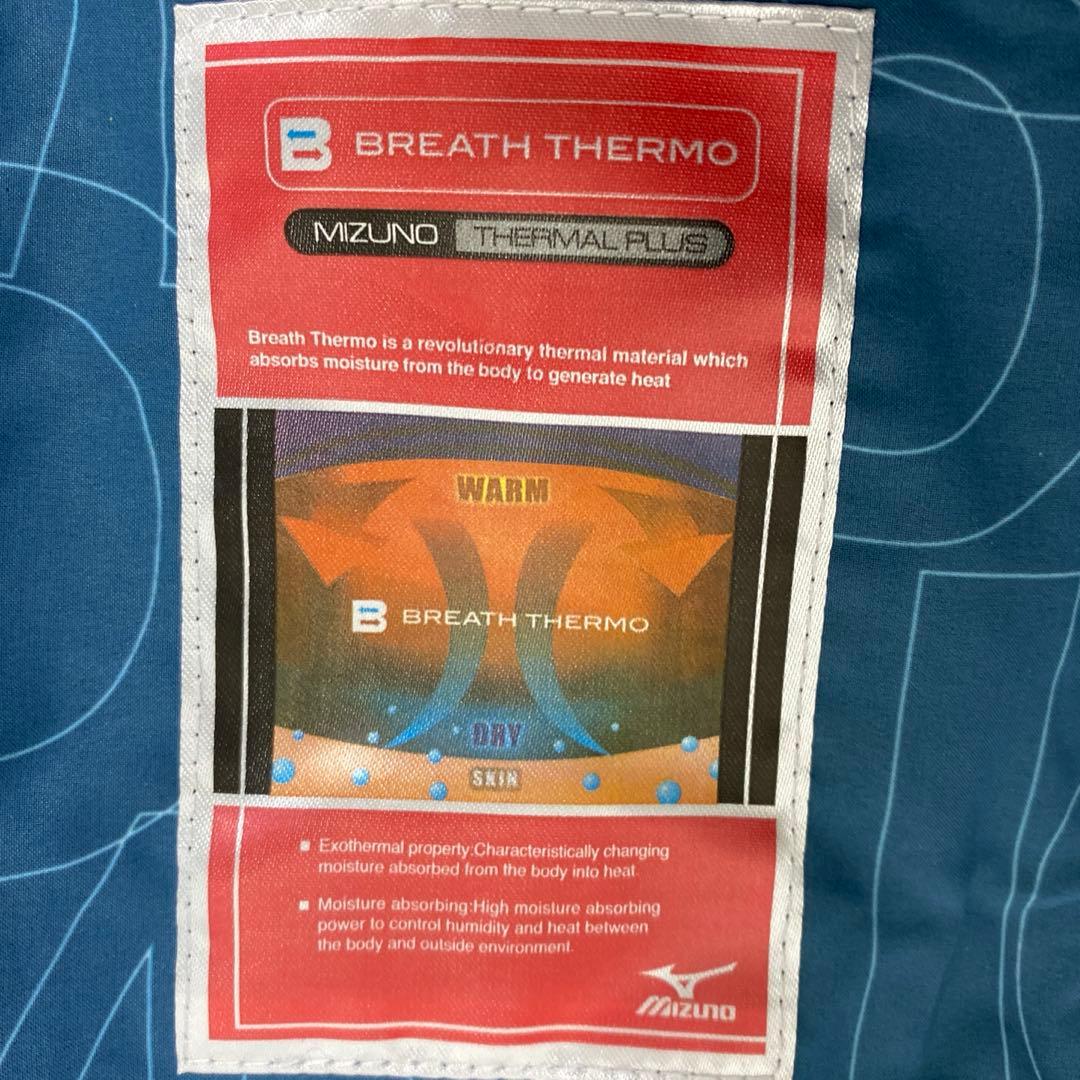 B BREATH THERMO
MIZUNO THERMAL PLUS
Breath Thermo is a revolutionary thermal material which
absorbs moisture from the body to generate heat
WARM
B BREATH THERMO
DRY
SKIN
Exothermal property:Characteristically changing
moisture absorbed from the body into heat
Moisture absorbing:High moisture absorbing
power to control humidity and heat between
the body and outside environment.
MIZUNO